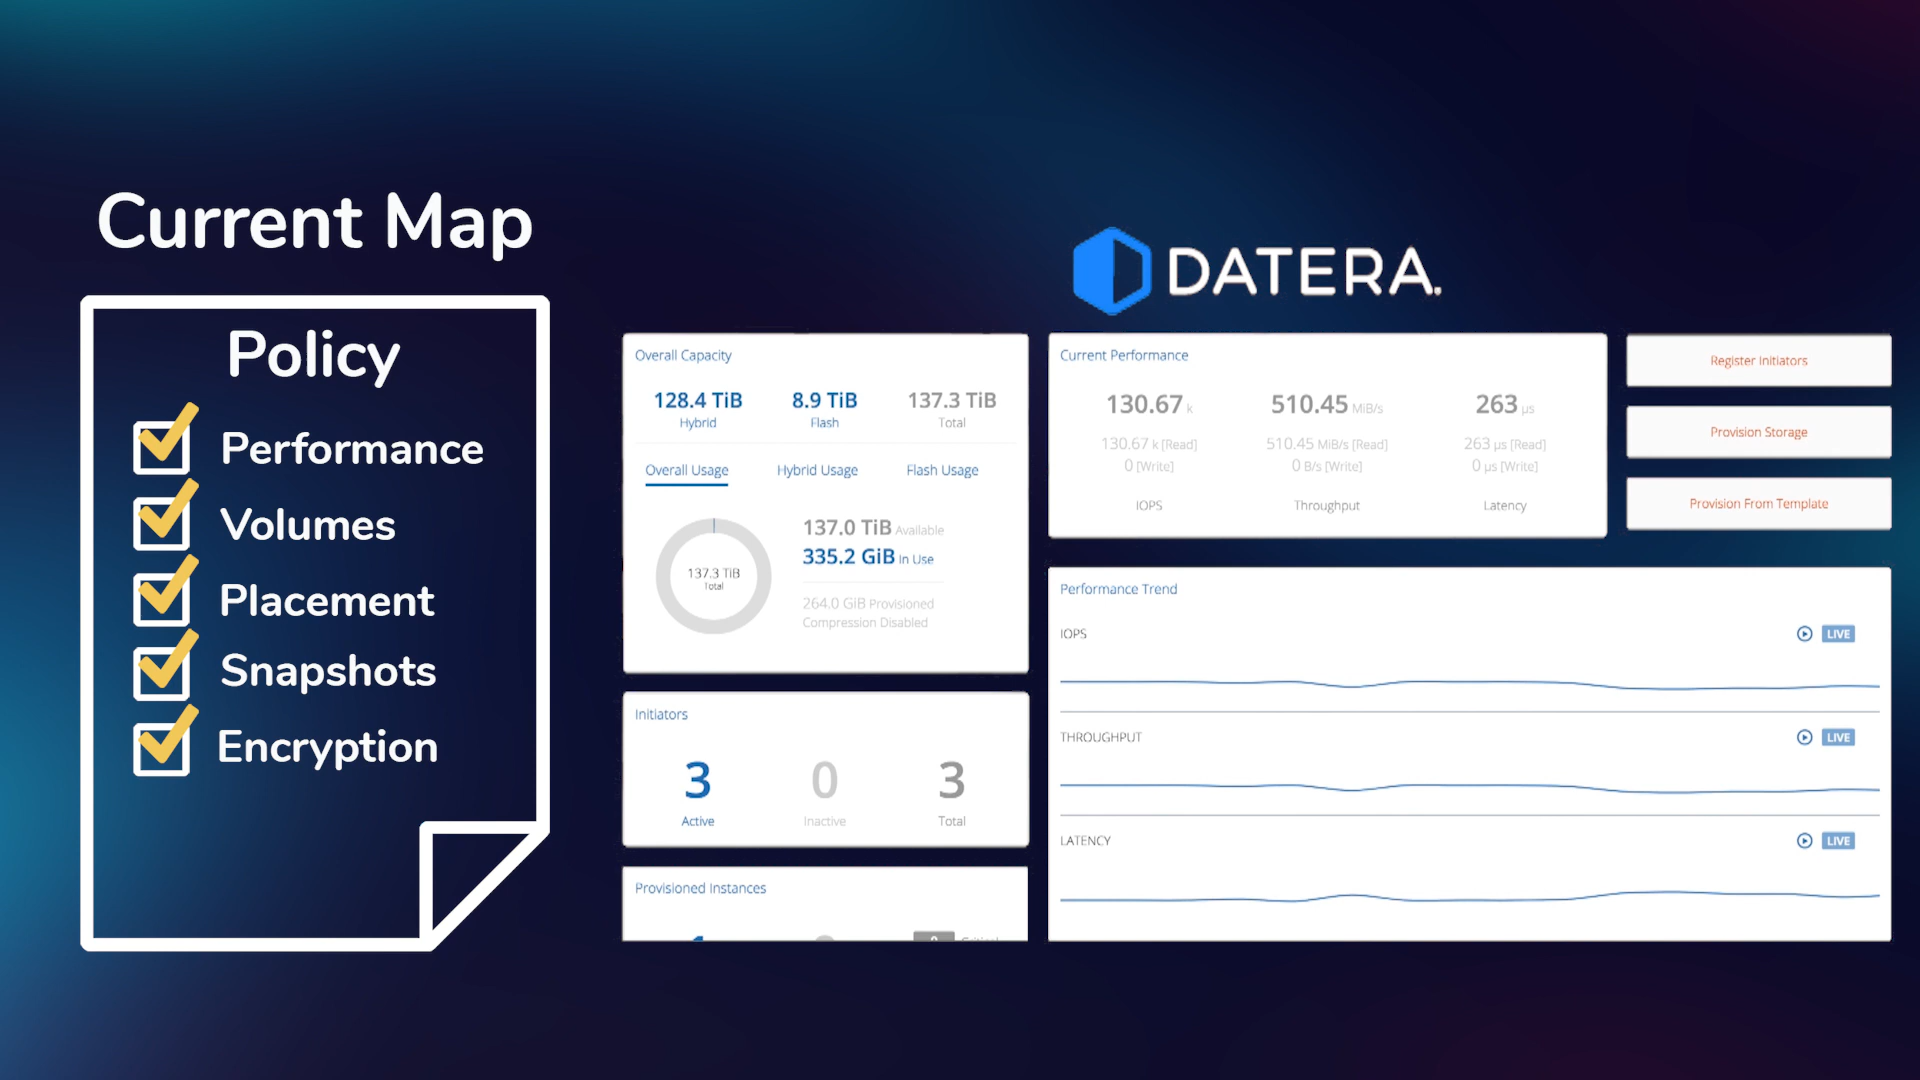 Current Map
Policy
Performance
Volumes
Placement
Snapshots
Encryption
DATERA.
Overall Capacity
128.4 TiB 8.9 TiB 137.3 TiB
Hybrid Flash Total
Overall Usage Hybrid Usage Flash Usage
137.3 TiB
Total
137.0 TiB Available
335.2 GiB In Use
264.0 GiB Provisioned
Compression Disabled
Initiators
3 0 3
Active Inactive Total
Provisioned Instances
Current Performance
130.67 k 510.45 MiB/s 263 µs
130.67 k [Read] 510.45 MiB/s [Read] 263 µs [Read]
0 [Write] 0 B/s [Write] 0 µs [Write]
IOPS Throughput Latency
Register Initiators
Provision Storage
Provision From Template
Performance Trend
IOPS LIVE
THROUGHPUT LIVE
LATENCY LIVE